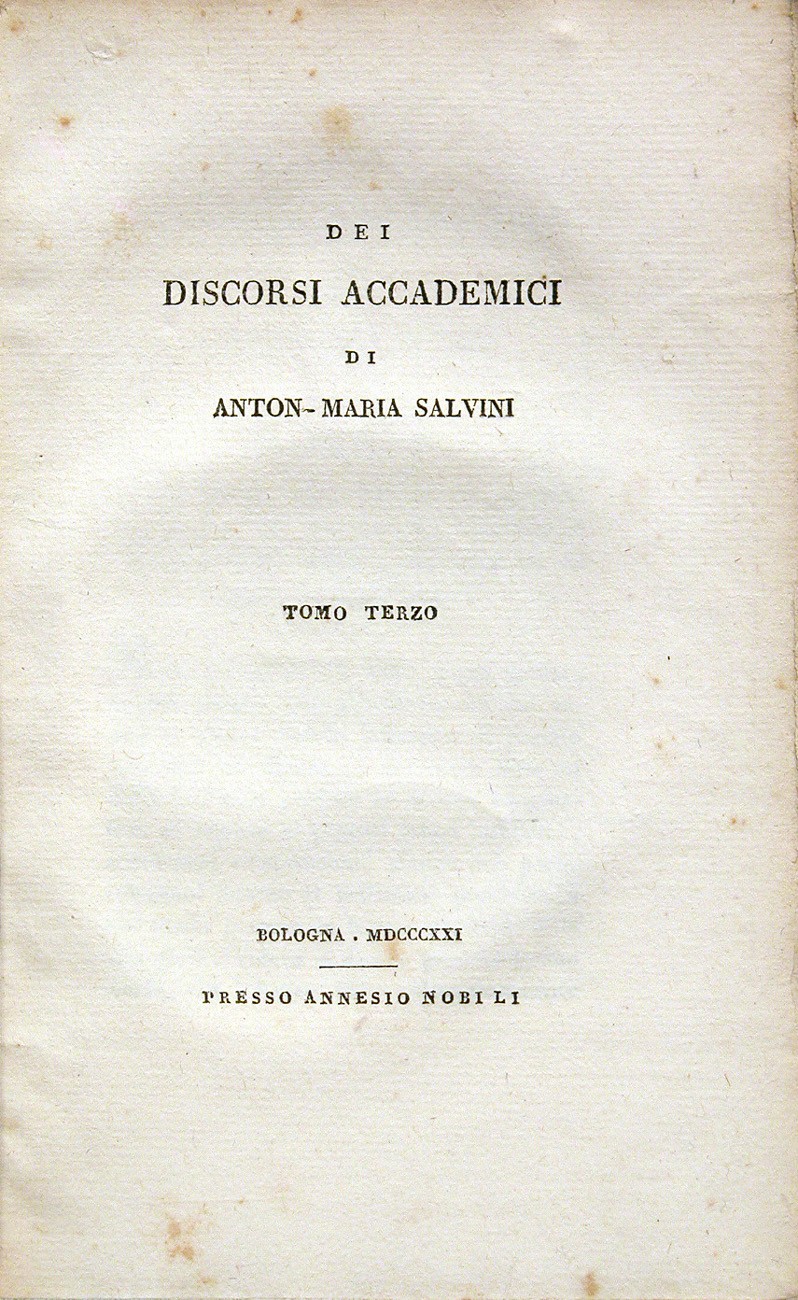 DEI
DISCORSI ACCADEMICI
DI
ANTON-MARIA SALVINI
TOMO TERZO
BOLOGNA . MDCCCXXI
PRESSO ANNESIO NOBILI